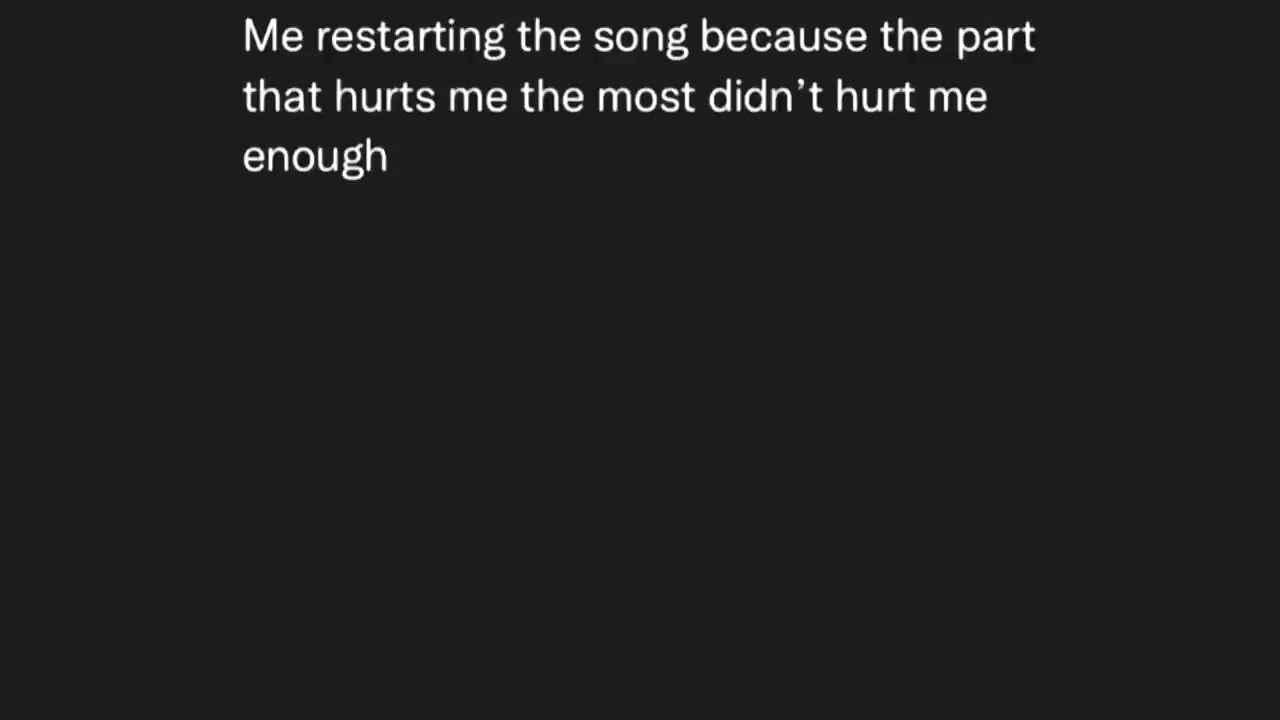 Me restarting the song because the part
that hurts me the most didn’t hurt me
enough